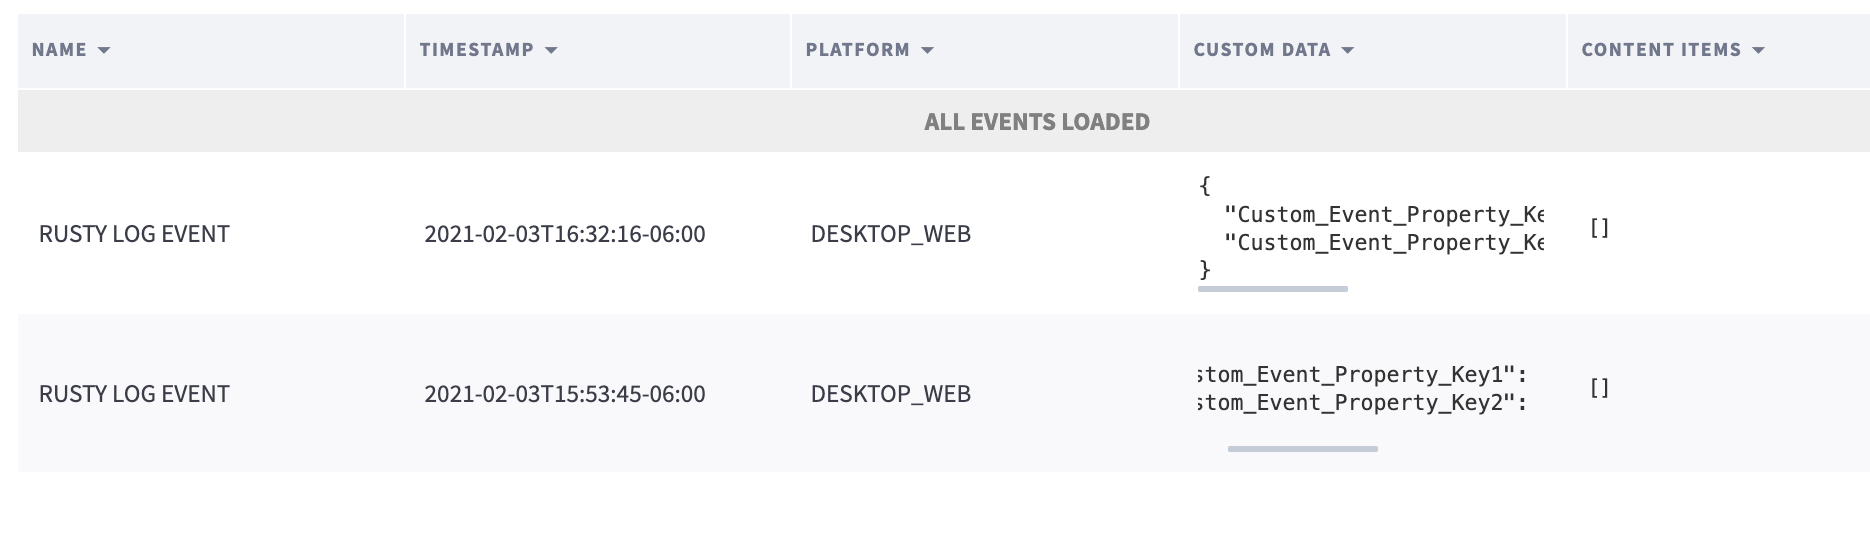 NAME TIMESTAMP PLATFORM CUSTOM DATA CONTENT ITEMS
ALL EVENTS LOADED
RUSTY LOG EVENT 2021-02-03T16:32:16-06:00 DESKTOP_WEB
{
"Custom_Event_Property_Ke
"Custom_Event_Property_Ke
}
[]
RUSTY LOG EVENT 2021-02-03T15:53:45-06:00 DESKTOP_WEB
stom_Event_Property_Key1":
stom_Event_Property_Key2":
[]